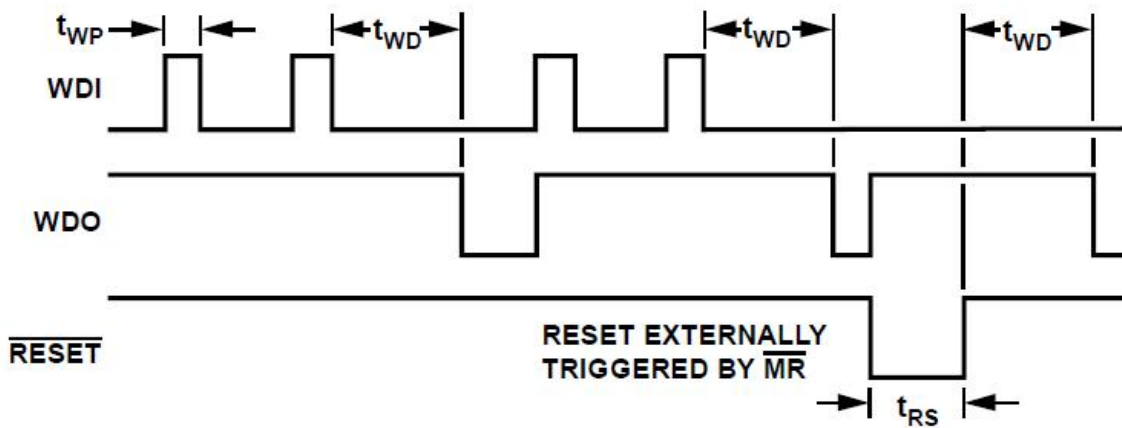 tWP
tWD
tWD
tWD
WDI
WDO
RESET
RESET EXTERNALLY
TRIGGERED BY MR
tRS